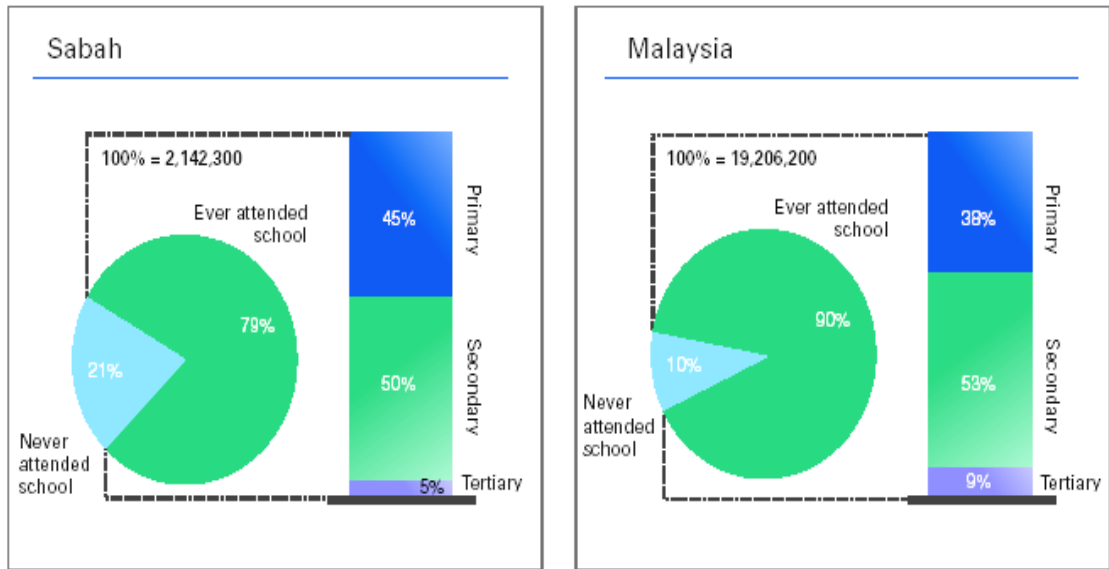 Sabah
100% = 2,142,300
Ever attended
school
79%
21%
Never
attended
school
45%
50%
5%
Primary
Secondary
Tertiary
Malaysia
100% = 19,206,200
Ever attended
school
90%
10%
Never
attended
school
38%
53%
9%
Primary
Secondary
Tertiary